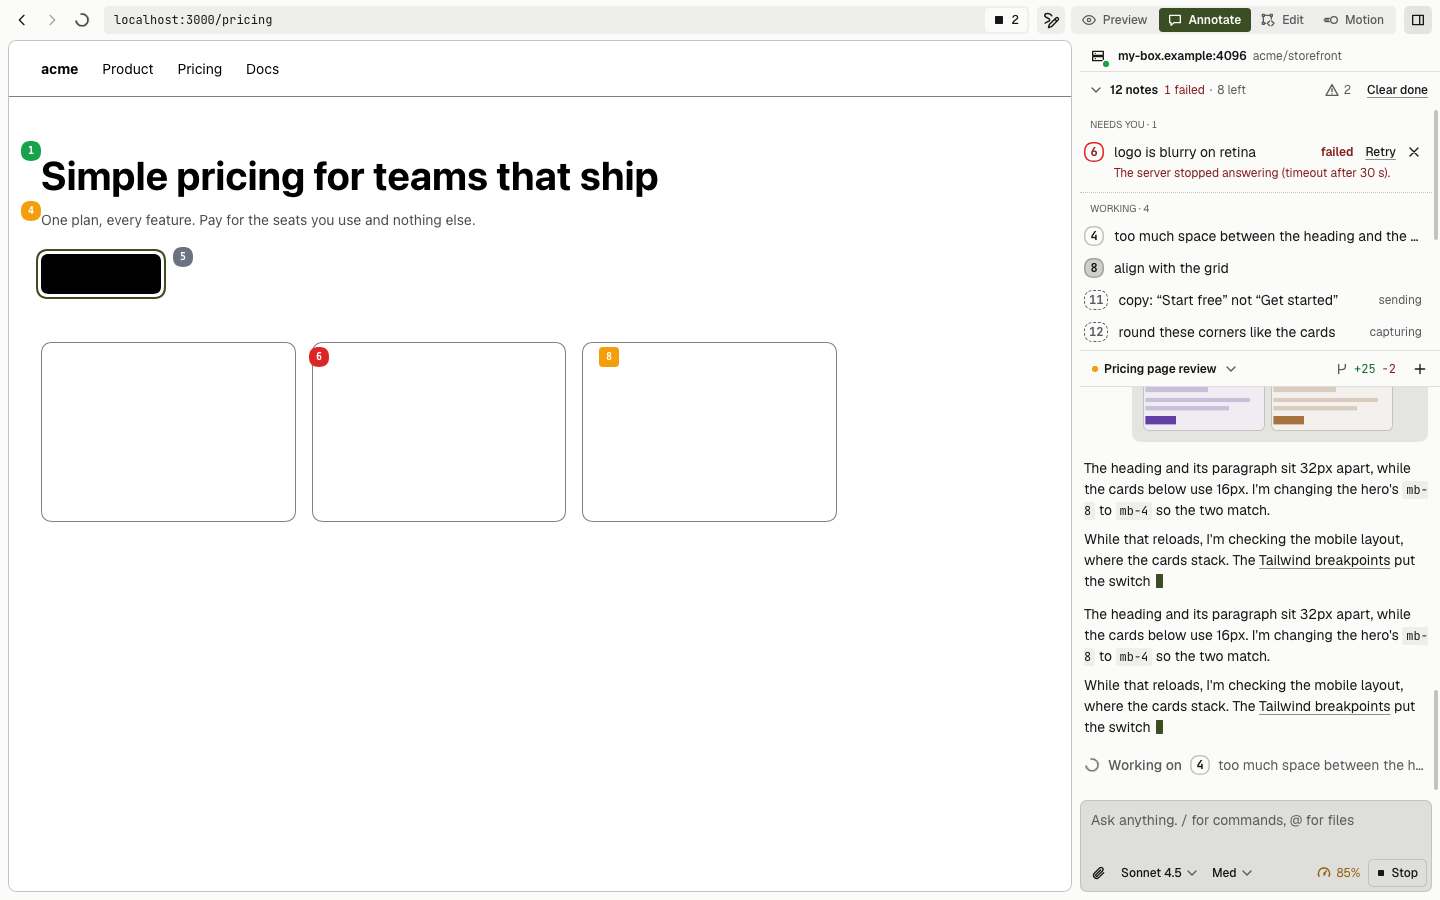 localhost:3000/pricing
2
Preview
Annotate
Edit
Motion
acme
Product
Pricing
Docs
1
Simple pricing for teams that ship
4
One plan, every feature. Pay for the seats you use and nothing else.
5
6
8
my-box.example:4096 acme/storefront
12 notes 1 failed · 8 left
2
Clear done
NEEDS YOU · 1
6 logo is blurry on retina failed Retry
The server stopped answering (timeout after 30 s).
WORKING · 4
4 too much space between the heading and the …
8 align with the grid
11 copy: “Start free” not “Get started” sending
12 round these corners like the cards capturing
Pricing page review +25 -2
The heading and its paragraph sit 32px apart, while
the cards below use 16px. I'm changing the hero's mb-
8 to mb-4 so the two match.
While that reloads, I'm checking the mobile layout,
where the cards stack. The Tailwind breakpoints put
the switch
The heading and its paragraph sit 32px apart, while
the cards below use 16px. I'm changing the hero's mb-
8 to mb-4 so the two match.
While that reloads, I'm checking the mobile layout,
where the cards stack. The Tailwind breakpoints put
the switch
Working on 4 too much space between the h…
Ask anything. / for commands, @ for files
Sonnet 4.5 Med 85% Stop